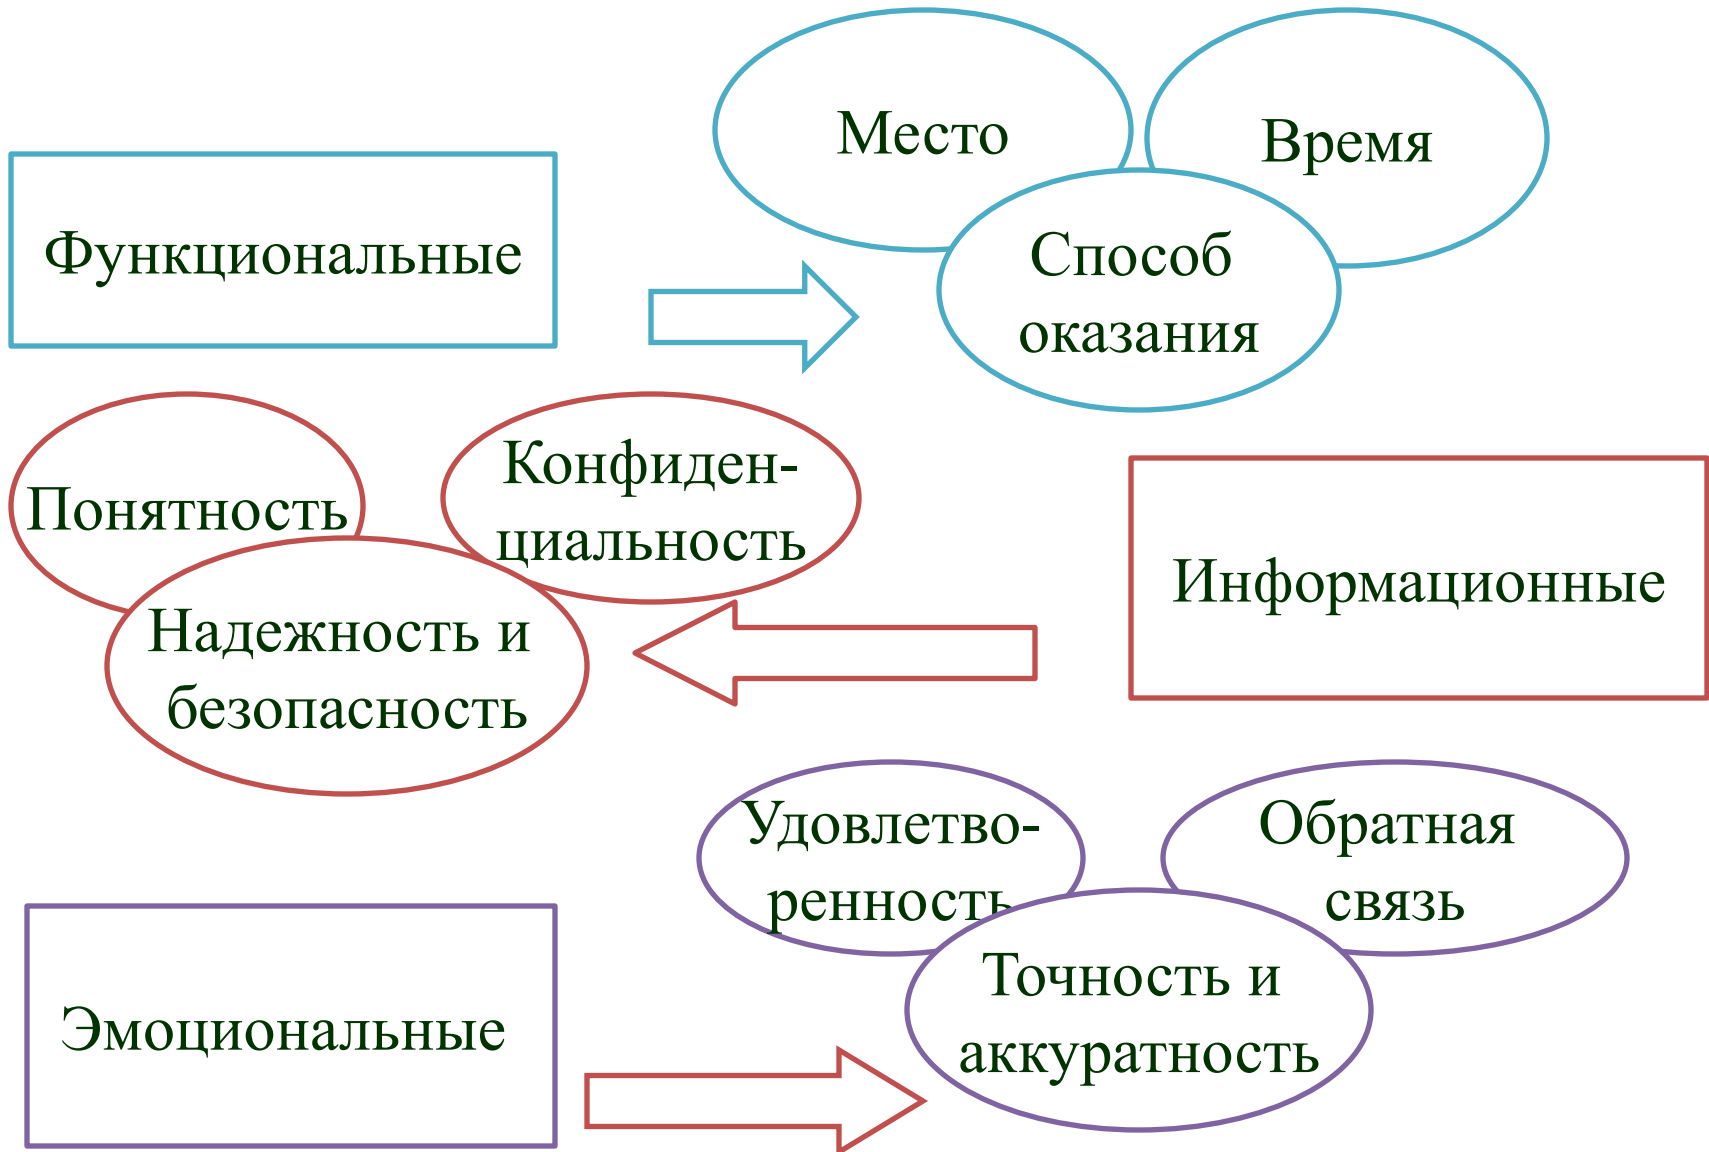 Место
Время
Функциональные
Способ
оказания
Понятность
Конфиден-
циальность
Надежность и
безопасность
Информационные
Удовлетво-
ренность
Обратная
связь
Точность и
аккуратность
Эмоциональные